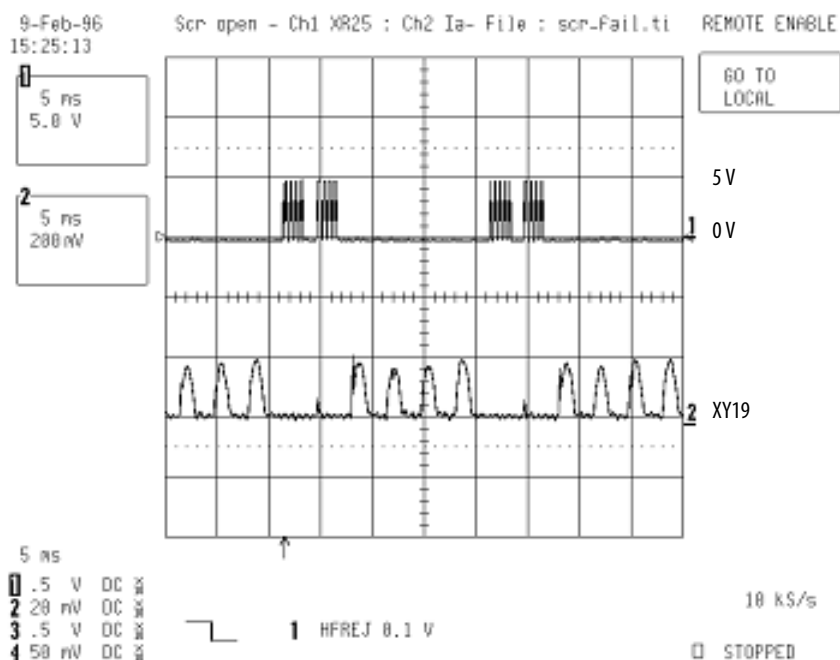 9-Feb-96
15:25:13
Scr open - Ch1 XR25 : Ch2 Ia- File : scr-fail.ti
REMOTE ENABLE
GO TO
LOCAL
1
5 ms
5.0 V
2
5 ms
200mV
5 V
1
0 V
2
XY19
5 ms
1 .5 V DC
2 20 mV DC
3 .5 V DC
4 50 mV DC
1 HFREJ 0.1 V
10 kS/s
STOPPED